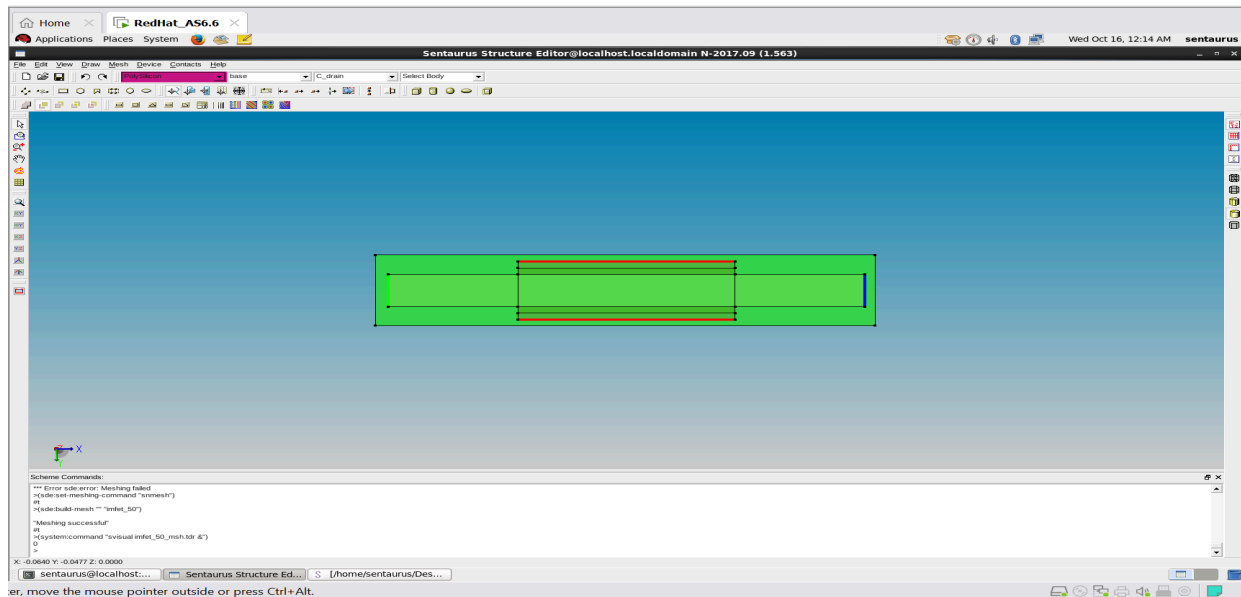 Home × RedHat_AS6.6 ×
Applications Places System Wed Oct 16, 12:14 AM sentaurus
Sentaurus Structure Editor@localhost.localdomain N-2017.09 (1.563)
File Edit View Draw Mesh Device Contacts Help
PolySilicon base C_drain Select Body
X
Y
Scheme Commands:
*** Error sde:error: Meshing failed
>(sde:set-meshing-command "snmesh")
#t
>(sde:build-mesh "" "imfet_50")
"Meshing successful"
#t
>(system:command "svisual imfet_50_msh.tdr &")
0
>
X: -0.0640 Y: -0.0477 Z: 0.0000
sentaurus@localhost:... Sentaurus Structure Ed... [/home/sentaurus/Des...
er, move the mouse pointer outside or press Ctrl+Alt.